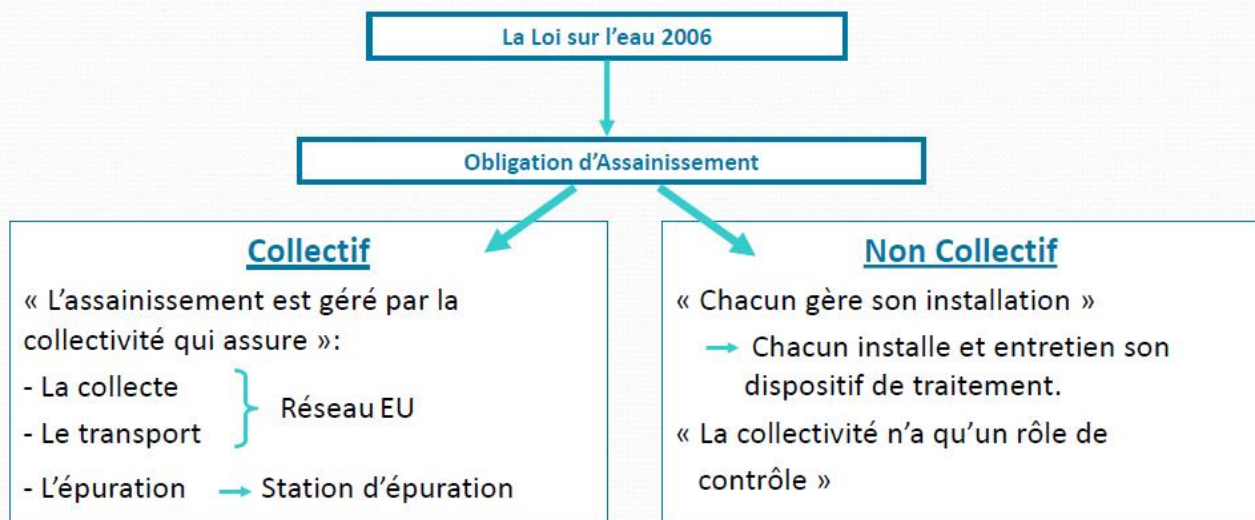 La Loi sur l'eau 2006
Obligation d'Assainissement
Collectif
« L'assainissement est géré par la
collectivité qui assure »:
- La collecte
- Le transport
Réseau EU
- L'épuration
Station d'épuration
Non Collectif
« Chacun gère son installation »
Chacun installe et entretien son
dispositif de traitement.
« La collectivité n'a qu'un rôle de
contrôle »